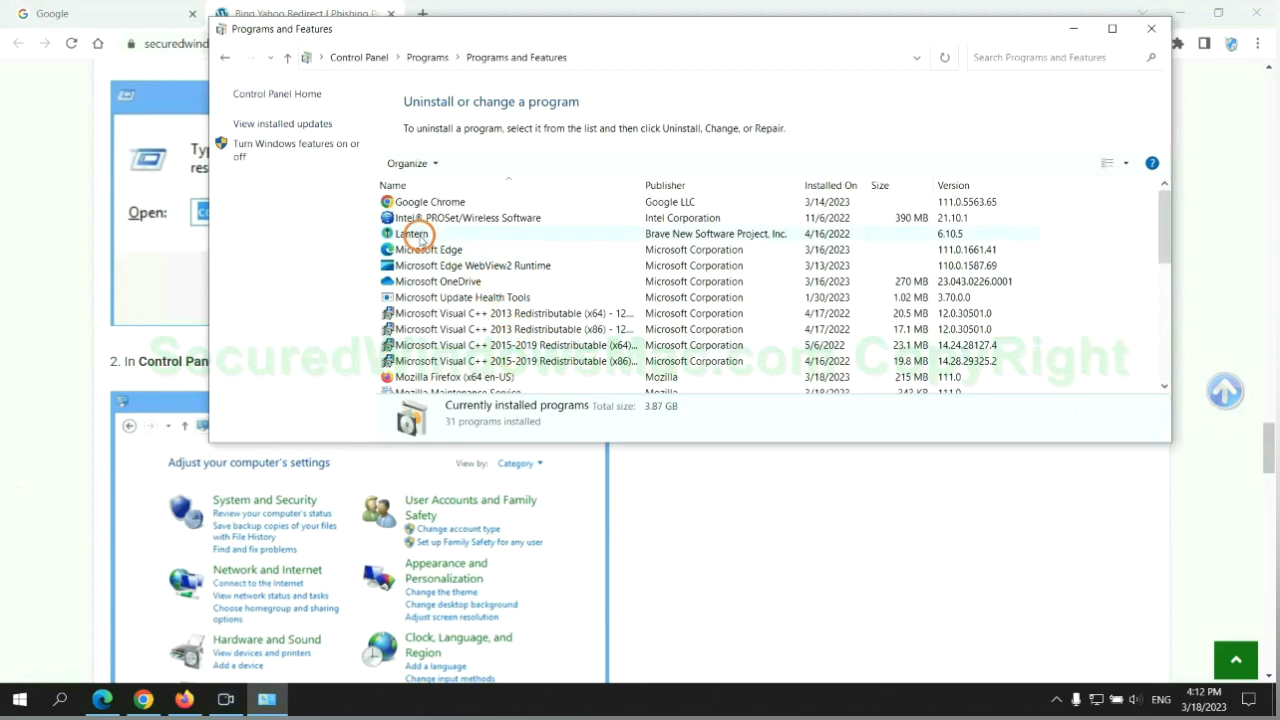 Google
Bing Yahoo Redirect | Phishing P
securedwind
Programs and Features
Control Panel
Programs
Programs and Features
Search Programs and Features
Control Panel Home
View installed updates
Turn Windows features on or
off
Uninstall or change a program
To uninstall a program, select it from the list and then click Uninstall, Change, or Repair.
Organize
Name Publisher Installed On Size Version
Google Chrome Google LLC 3/14/2023 111.0.5563.65
Intel® PROSet/Wireless Software Intel Corporation 11/6/2022 390 MB 21.10.1
Lantern Brave New Software Project, Inc. 4/16/2022 6.10.5
Microsoft Edge Microsoft Corporation 3/16/2023 111.0.1661.41
Microsoft Edge WebView2 Runtime Microsoft Corporation 3/13/2023 110.0.1587.69
Microsoft OneDrive Microsoft Corporation 3/16/2023 270 MB 23.043.0226.0001
Microsoft Update Health Tools Microsoft Corporation 1/30/2023 1.02 MB 3.70.0.0
Microsoft Visual C++ 2013 Redistributable (x64) - 12.... Microsoft Corporation 4/17/2022 20.5 MB 12.0.30501.0
Microsoft Visual C++ 2013 Redistributable (x86) - 12.... Microsoft Corporation 4/17/2022 17.1 MB 12.0.30501.0
Microsoft Visual C++ 2015-2019 Redistributable (x64)... Microsoft Corporation 5/6/2022 23.1 MB 14.24.28127.4
Microsoft Visual C++ 2015-2019 Redistributable (x86)... Microsoft Corporation 4/16/2022 19.8 MB 14.28.29325.2
Mozilla Firefox (x64 en-US) Mozilla 3/18/2023 215 MB 111.0
Mozilla Maintenance Service Mozilla 3/18/2023 343 KB 111.0
Currently installed programs Total size: 3.87 GB
31 programs installed
Open:
2. In Control Pan
Adjust your computer's settings
View by: Category
System and Security
Review your computer's status
Save backup copies of your files
with File History
Find and fix problems
Network and Internet
Connect to the Internet
View network status and tasks
Choose homegroup and sharing
options
Hardware and Sound
View devices and printers
Add a device
User Accounts and Family
Safety
Change account type
Set up Family Safety for any user
Appearance and
Personalization
Change the theme
Change desktop background
Adjust screen resolution
Clock, Language, and
Region
Add a language
Change input methods
ENG
4:12 PM
3/18/2023